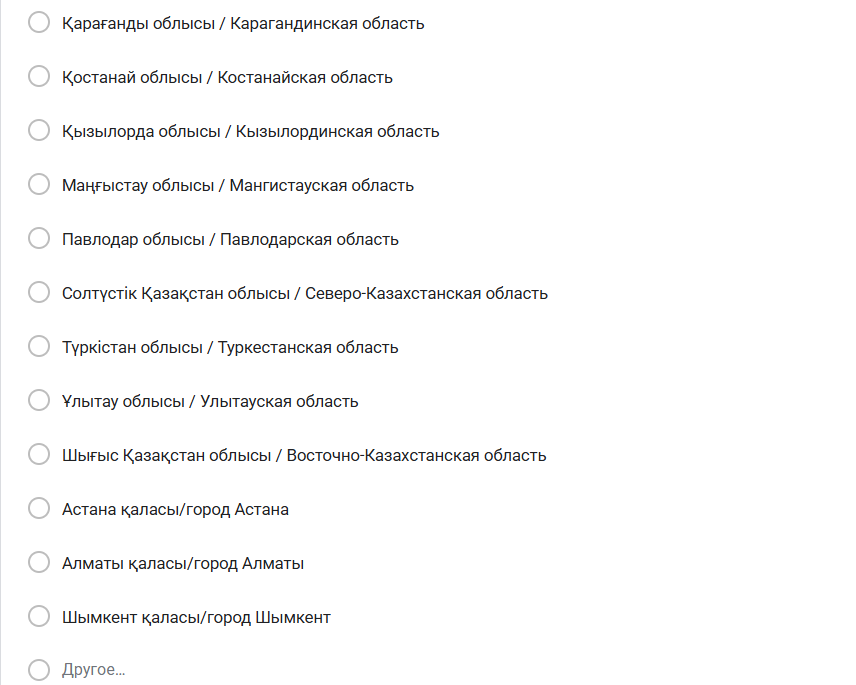 Қарағанды облысы / Карагандинская область
Қостанай облысы / Костанайская область
Қызылорда облысы / Кызылординская область
Маңғыстау облысы / Мангистауская область
Павлодар облысы / Павлодарская область
Солтүстік Қазақстан облысы / Северо-Казахстанская область
Түркістан облысы / Туркестанская область
Ұлытау облысы / Улытауская область
Шығыс Қазақстан облысы / Восточно-Казахстанская область
Астана қаласы/город Астана
Алматы қаласы/город Алматы
Шымкент қаласы/город Шымкент
Другое...